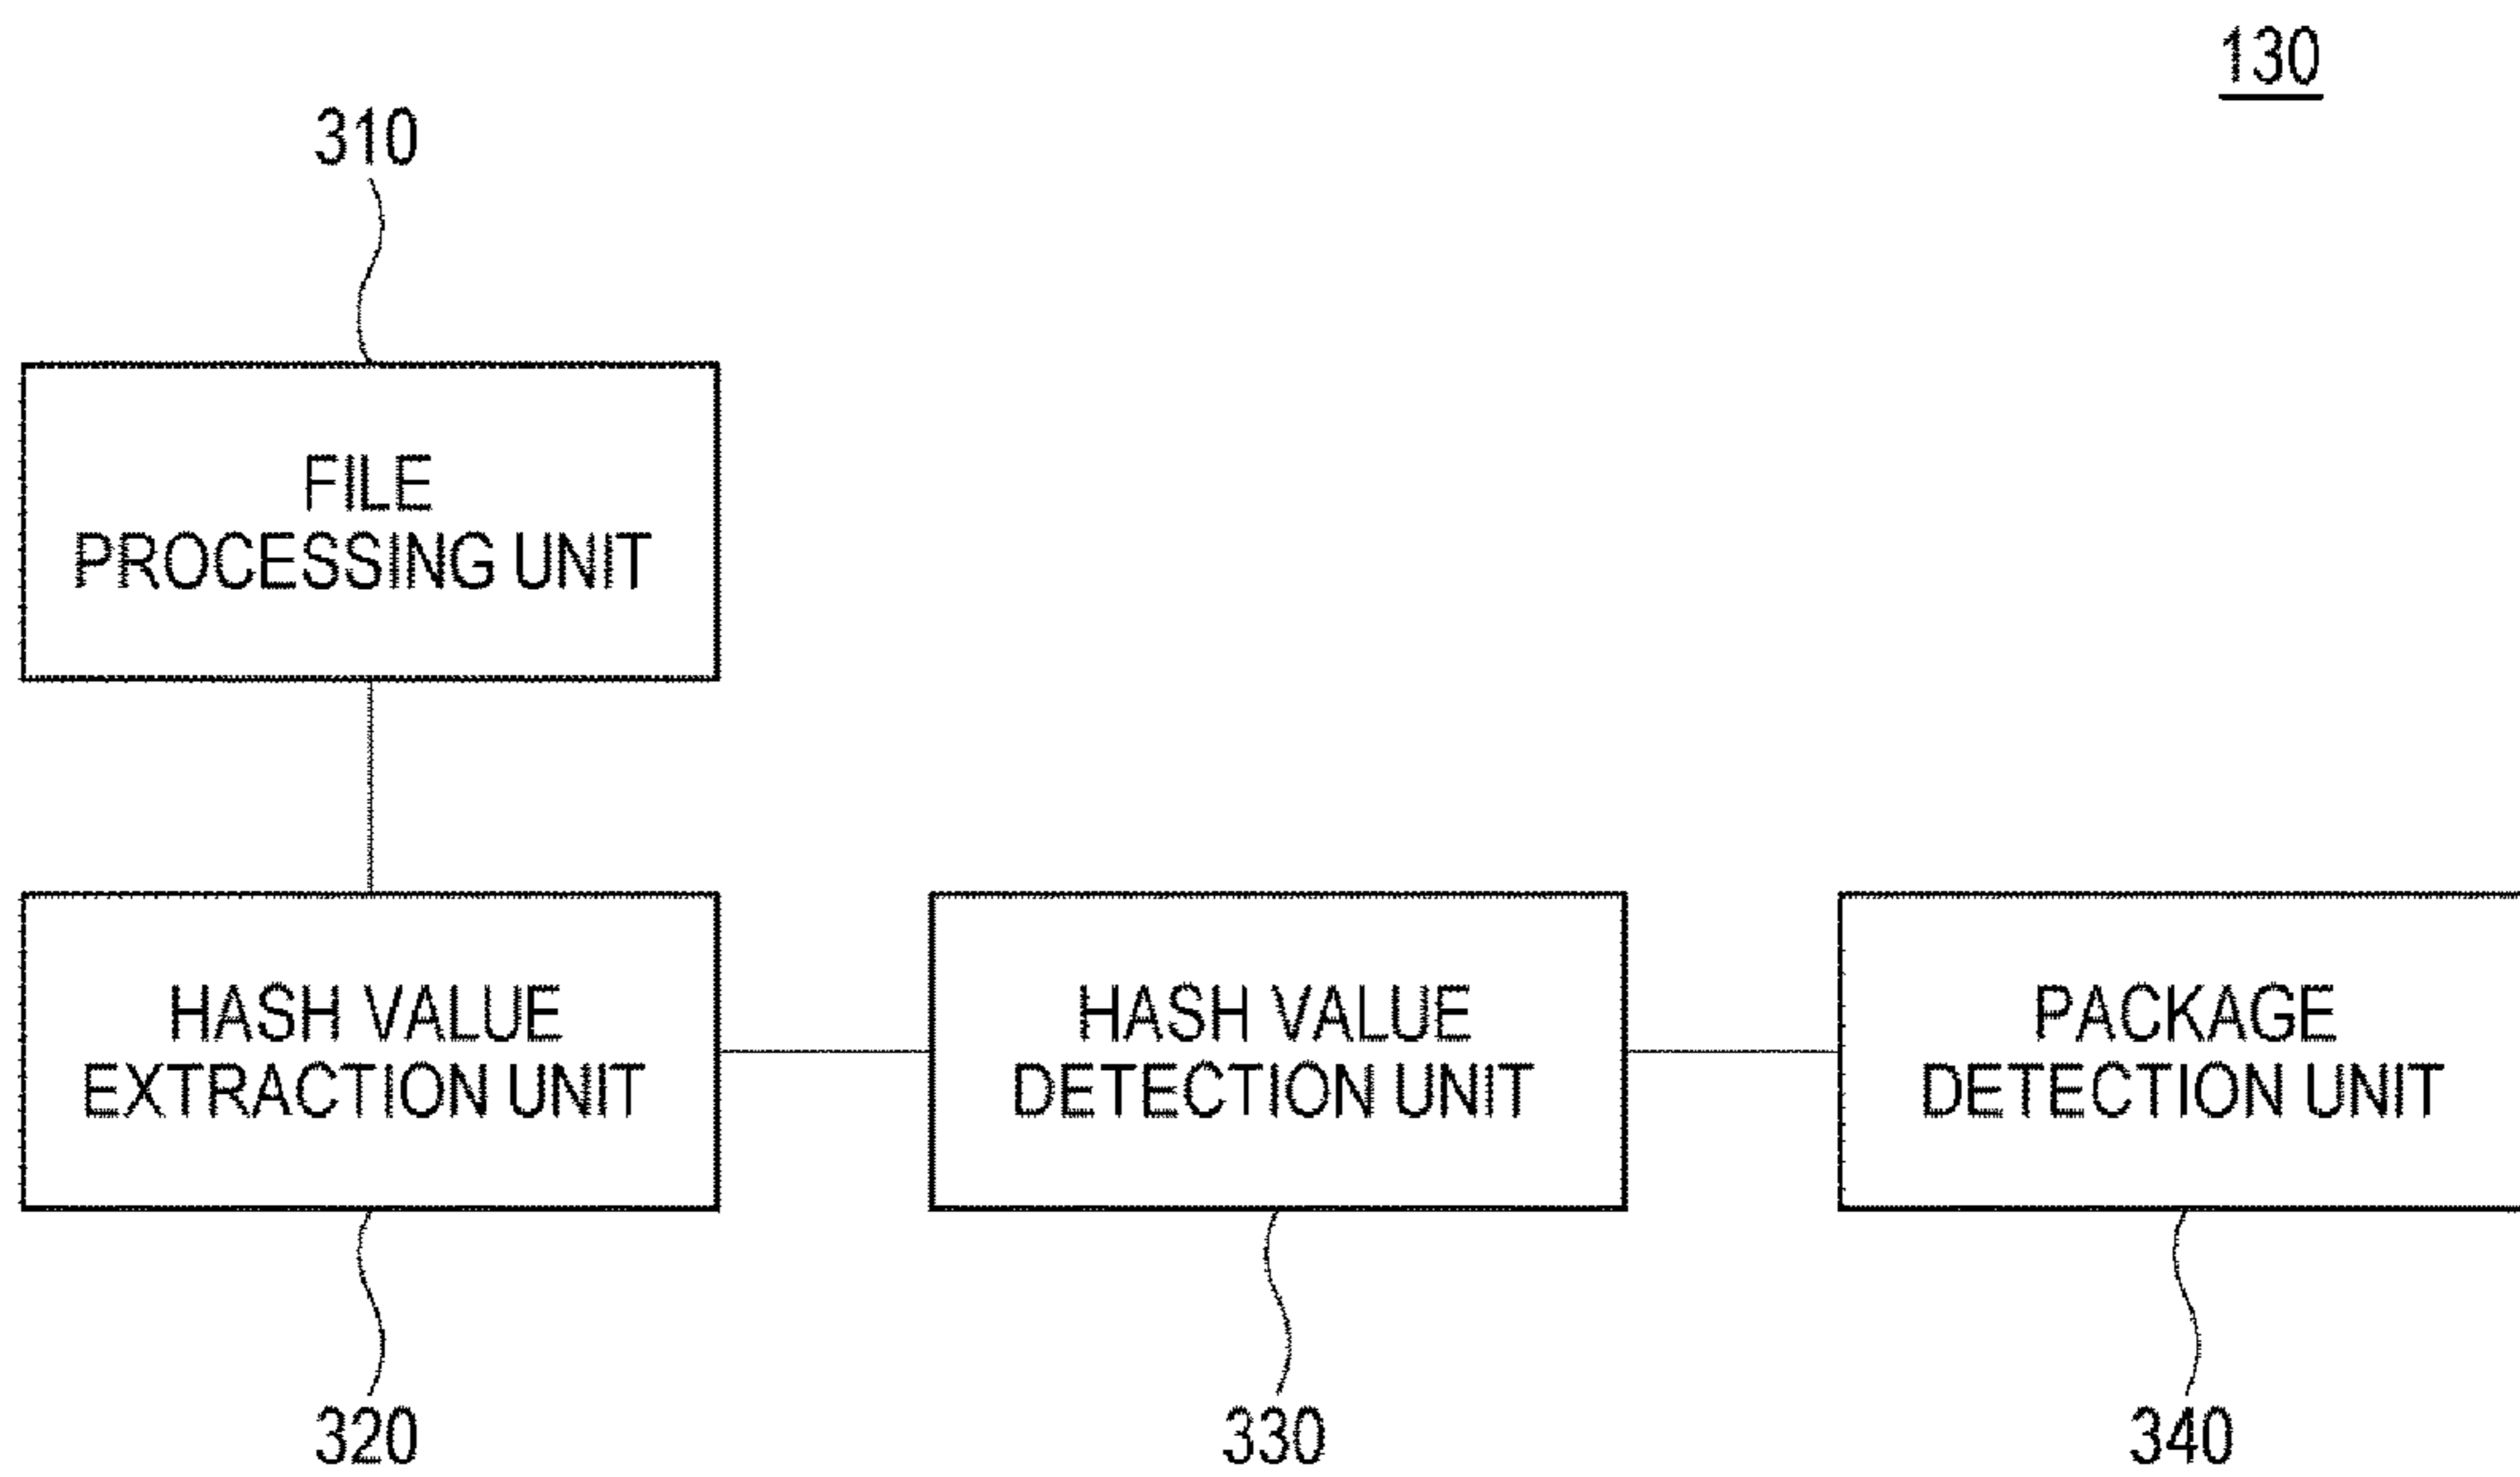 130
310
FILE
PROCESSING UNIT
HASH VALUE
EXTRACTION UNIT
HASH VALUE
DETECTION UNIT
PACKAGE
DETECTION UNIT
320
330
340